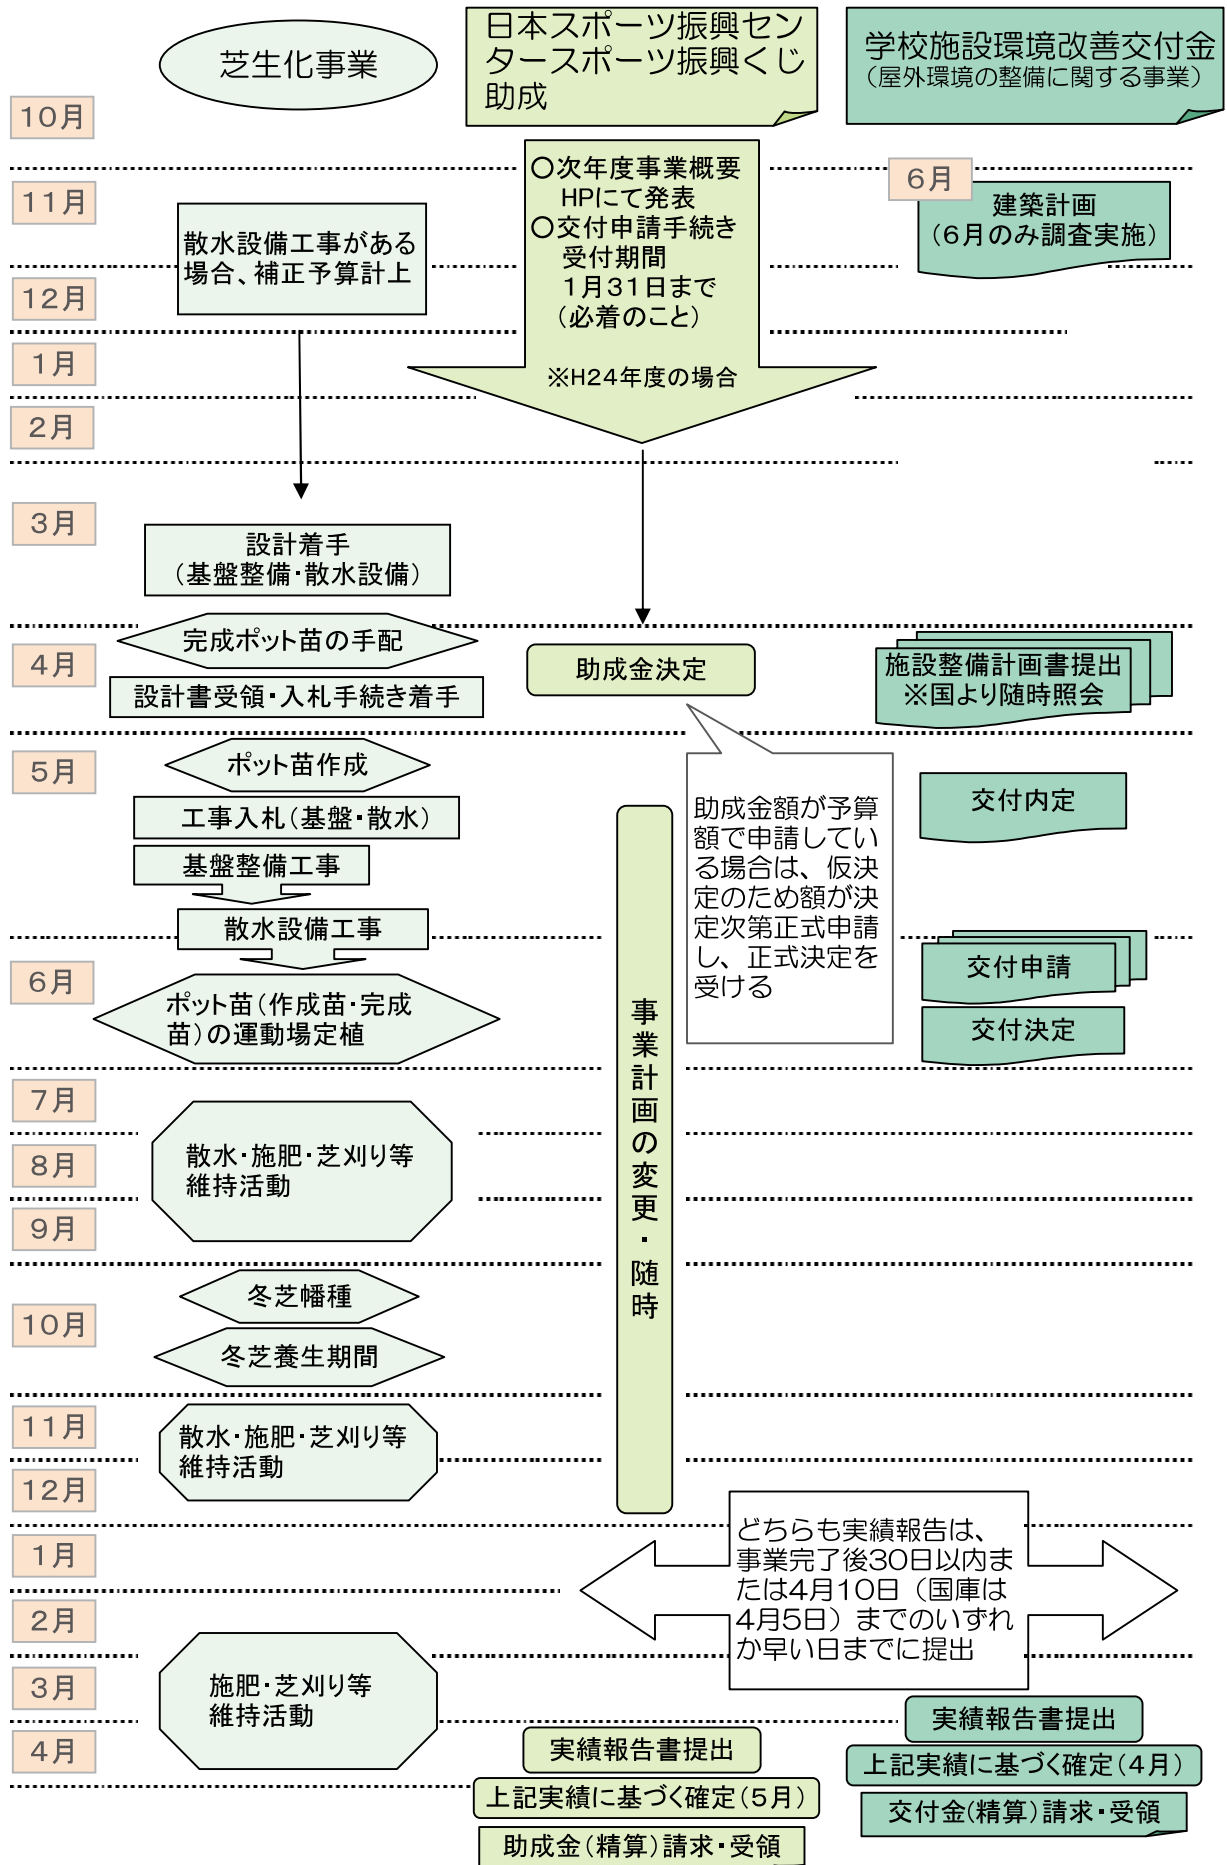 芝生化事業
日本スポーツ振興セン
タースポーツ振興くじ
助成
学校施設環境改善交付金
（屋外環境の整備に関する事業）
10月
11月
散水設備工事がある
場合、補正予算計上
○次年度事業概要
HPにて発表
○交付申請手続き
受付期間
1月31日まで
（必着のこと）
※H24年度の場合
6月
建築計画
（6月のみ調査実施）
12月
1月
2月
3月
設計着手
（基盤整備・散水設備）
4月
完成ポット苗の手配
設計書受領・入札手続き着手
助成金決定
施設整備計画書提出
※国より随時照会
5月
ポット苗作成
工事入札（基盤・散水）
基盤整備工事
散水設備工事
助成金額が予算
額で申請してい
る場合は、仮決
定のため額が決
定次第正式申請
し、正式決定を
受ける
交付内定
6月
ポット苗（作成苗・完成
苗）の運動場定植
交付申請
交付決定
事業計画の変更・随時
7月
8月
9月
散水・施肥・芝刈り等
維持活動
10月
冬芝幡種
冬芝養生期間
11月
12月
散水・施肥・芝刈り等
維持活動
1月
2月
どちらも実績報告は、
事業完了後30日以内ま
たは4月10日（国庫は
4月5日）までのいずれ
か早い日までに提出
3月
4月
施肥・芝刈り等
維持活動
実績報告書提出
上記実績に基づく確定（5月）
助成金（精算）請求・受領
実績報告書提出
上記実績に基づく確定（4月）
交付金（精算）請求・受領